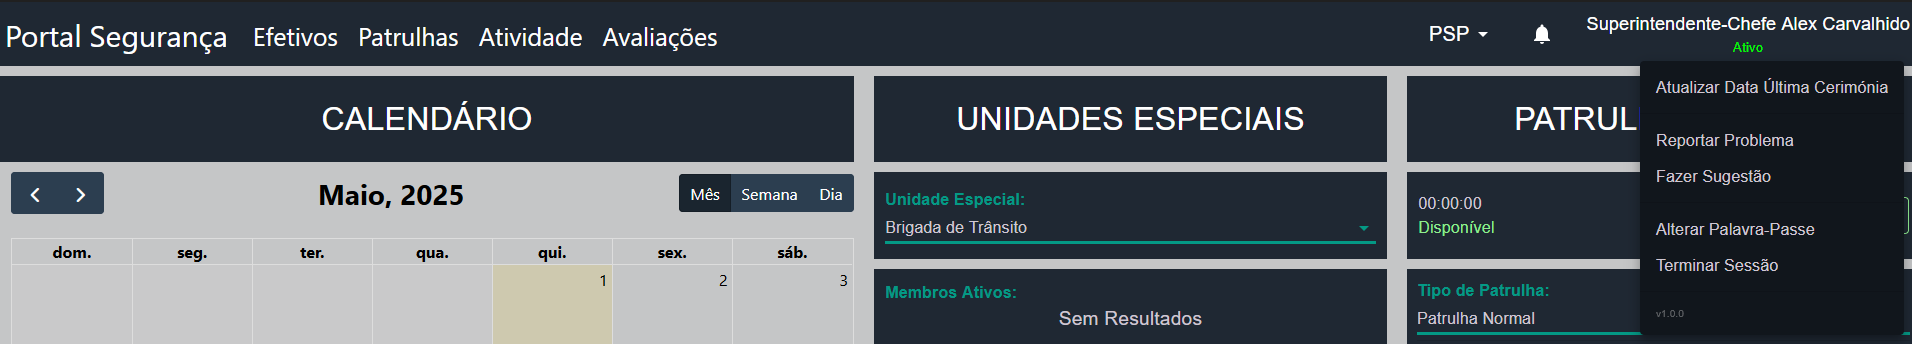 Portal Segurança Efetivos Patrulhas Atividade Avaliações PSP Superintendente-Chefe Alex Carvalhido
Ativo
CALENDÁRIO
Maio, 2025
Mês Semana Dia
dom. seg. ter. qua. qui. sex. sáb.
1 2 3
UNIDADES ESPECIAIS
Unidade Especial:
Brigada de Trânsito
Membros Ativos:
Sem Resultados
PATRUL
00:00:00
Disponível
Tipo de Patrulha:
Patrulha Normal
Atualizar Data Última Cerimónia
Reportar Problema
Fazer Sugestão
Alterar Palavra-Passe
Terminar Sessão
v1.0.0